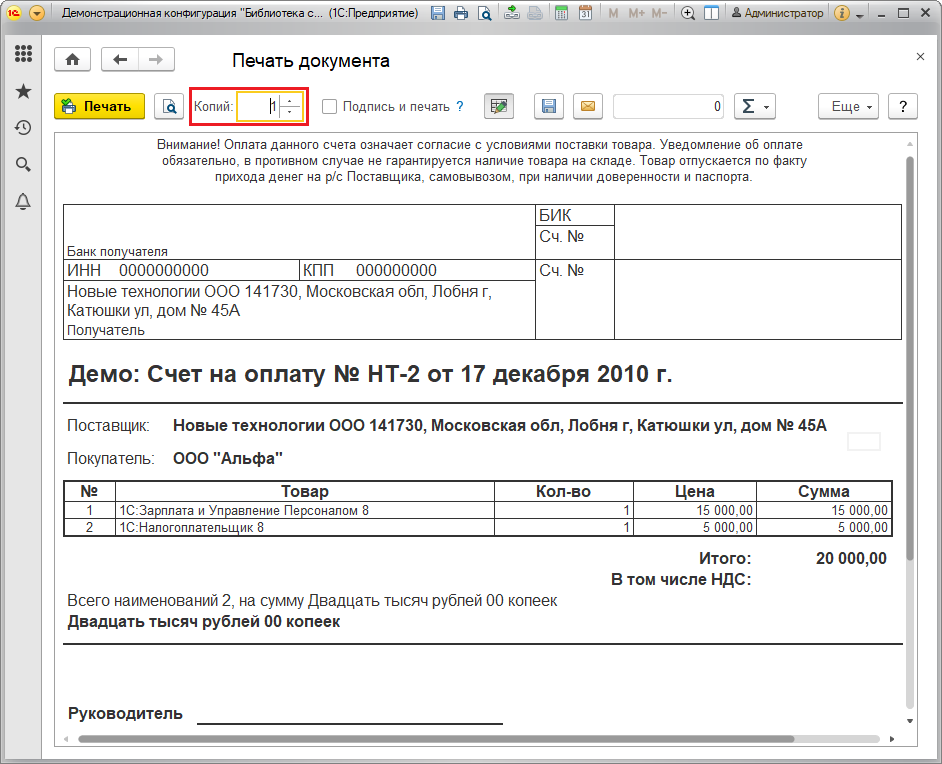 Демонстрационная конфигурация "Библиотека с... (1С:Предприятие) M M+ M- Администратор
Печать документа
Печать Копий: 1 Подпись и печать ? 0 Σ Еще ?
Внимание! Оплата данного счета означает согласие с условиями поставки товара. Уведомление об оплате
обязательно, в противном случае не гарантируется наличие товара на складе. Товар отпускается по факту
прихода денег на р/с Поставщика, самовывозом, при наличии доверенности и паспорта.
БИК
Сч. №
Банк получателя
ИНН 0000000000 КПП 000000000 Сч. №
Новые технологии ООО 141730, Московская обл, Лобня г,
Катюшки ул, дом № 45А
Получатель
Демо: Счет на оплату № НТ-2 от 17 декабря 2010 г.
Поставщик: Новые технологии ООО 141730, Московская обл, Лобня г, Катюшки ул, дом № 45А
Покупатель: ООО "Альфа"
№ Товар Кол-во Цена Сумма
1 1С:Зарплата и Управление Персоналом 8 1 15 000,00 15 000,00
2 1С:Налогоплательщик 8 1 5 000,00 5 000,00
Итого: 20 000,00
В том числе НДС:
Всего наименований 2, на сумму Двадцать тысяч рублей 00 копеек
Двадцать тысяч рублей 00 копеек
Руководитель